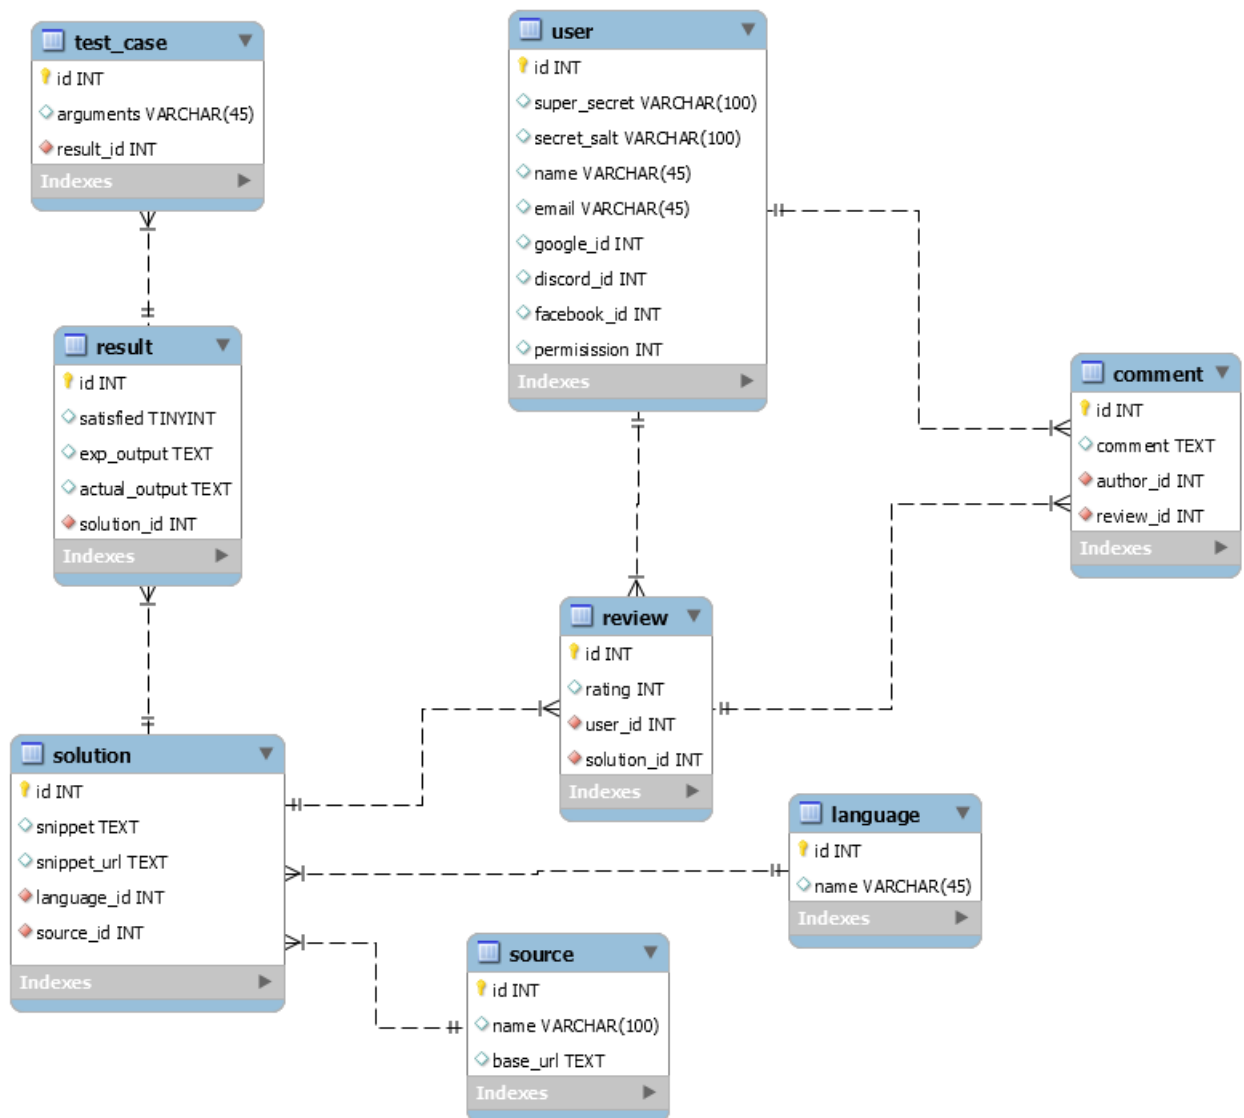 test_case
id INT
arguments VARCHAR(45)
result_id INT
Indexes
user
id INT
super_secret VARCHAR(100)
secret_salt VARCHAR(100)
name VARCHAR(45)
email VARCHAR(45)
google_id INT
discord_id INT
facebook_id INT
permisission INT
Indexes
result
id INT
satisfied TINYINT
exp_output TEXT
actual_output TEXT
solution_id INT
Indexes
comment
id INT
comment TEXT
author_id INT
review_id INT
Indexes
review
id INT
rating INT
user_id INT
solution_id INT
Indexes
solution
id INT
snippet TEXT
snippet_url TEXT
language_id INT
source_id INT
Indexes
language
id INT
name VARCHAR(45)
Indexes
source
id INT
name VARCHAR(100)
base_url TEXT
Indexes